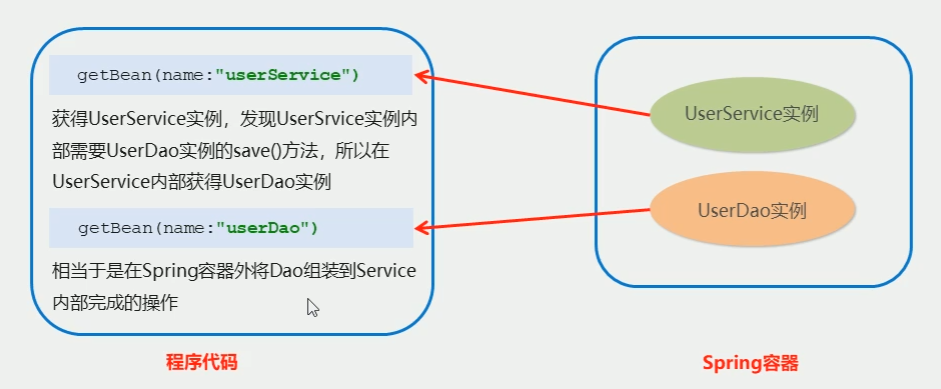 getBean(name:"userService")
获得UserService实例，发现UserSrvice实例内
部需要UserDao实例的save()方法，所以在
UserService内部获得UserDao实例
getBean(name:"userDao")
相当于是在Spring容器外将Dao组装到Service
内部完成的操作
程序代码
UserService实例
UserDao实例
Spring容器